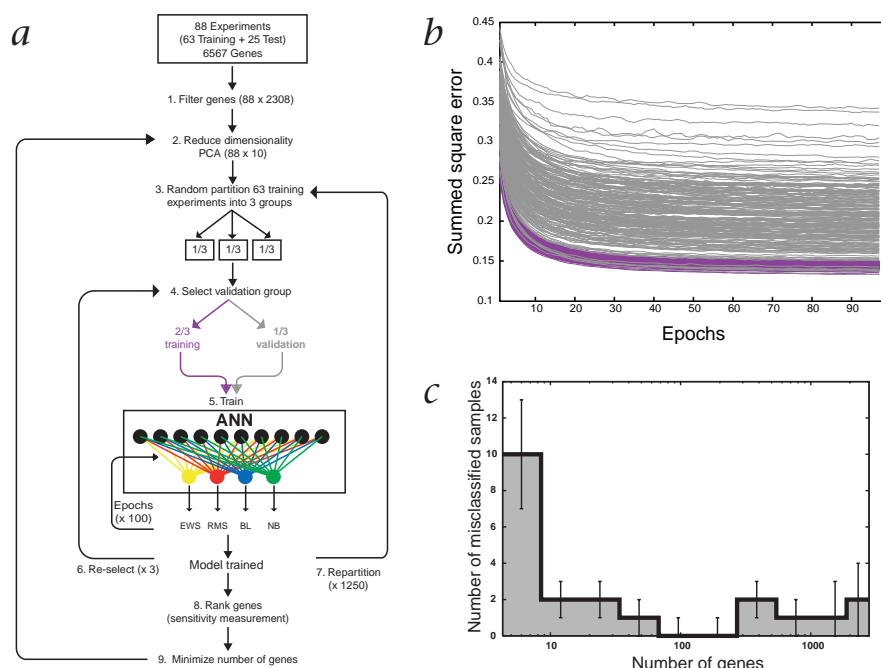 a
88 Experiments
(63 Training + 25 Test)
6567 Genes
1. Filter genes (88 x 2308)
2. Reduce dimensionality
PCA (88 x 10)
3. Random partition 63 training
experiments into 3 groups
1/3 1/3 1/3
4. Select validation group
2/3
training
1/3
validation
5. Train
ANN
Epochs
(x 100)
EWS RMS BL NB
6. Re-select (x 3)
Model trained
7. Repartition
(x 1250)
8. Rank genes
(sensitivity measurement)
9. Minimize number of genes
b
Summed square error
0.45
0.4
0.35
0.3
0.25
0.2
0.15
0.1
10 20 30 40 50 60 70 80 90
Epochs
c
Number of misclassified samples
14
12
10
8
6
4
2
0
10 100 1000
Number of genes